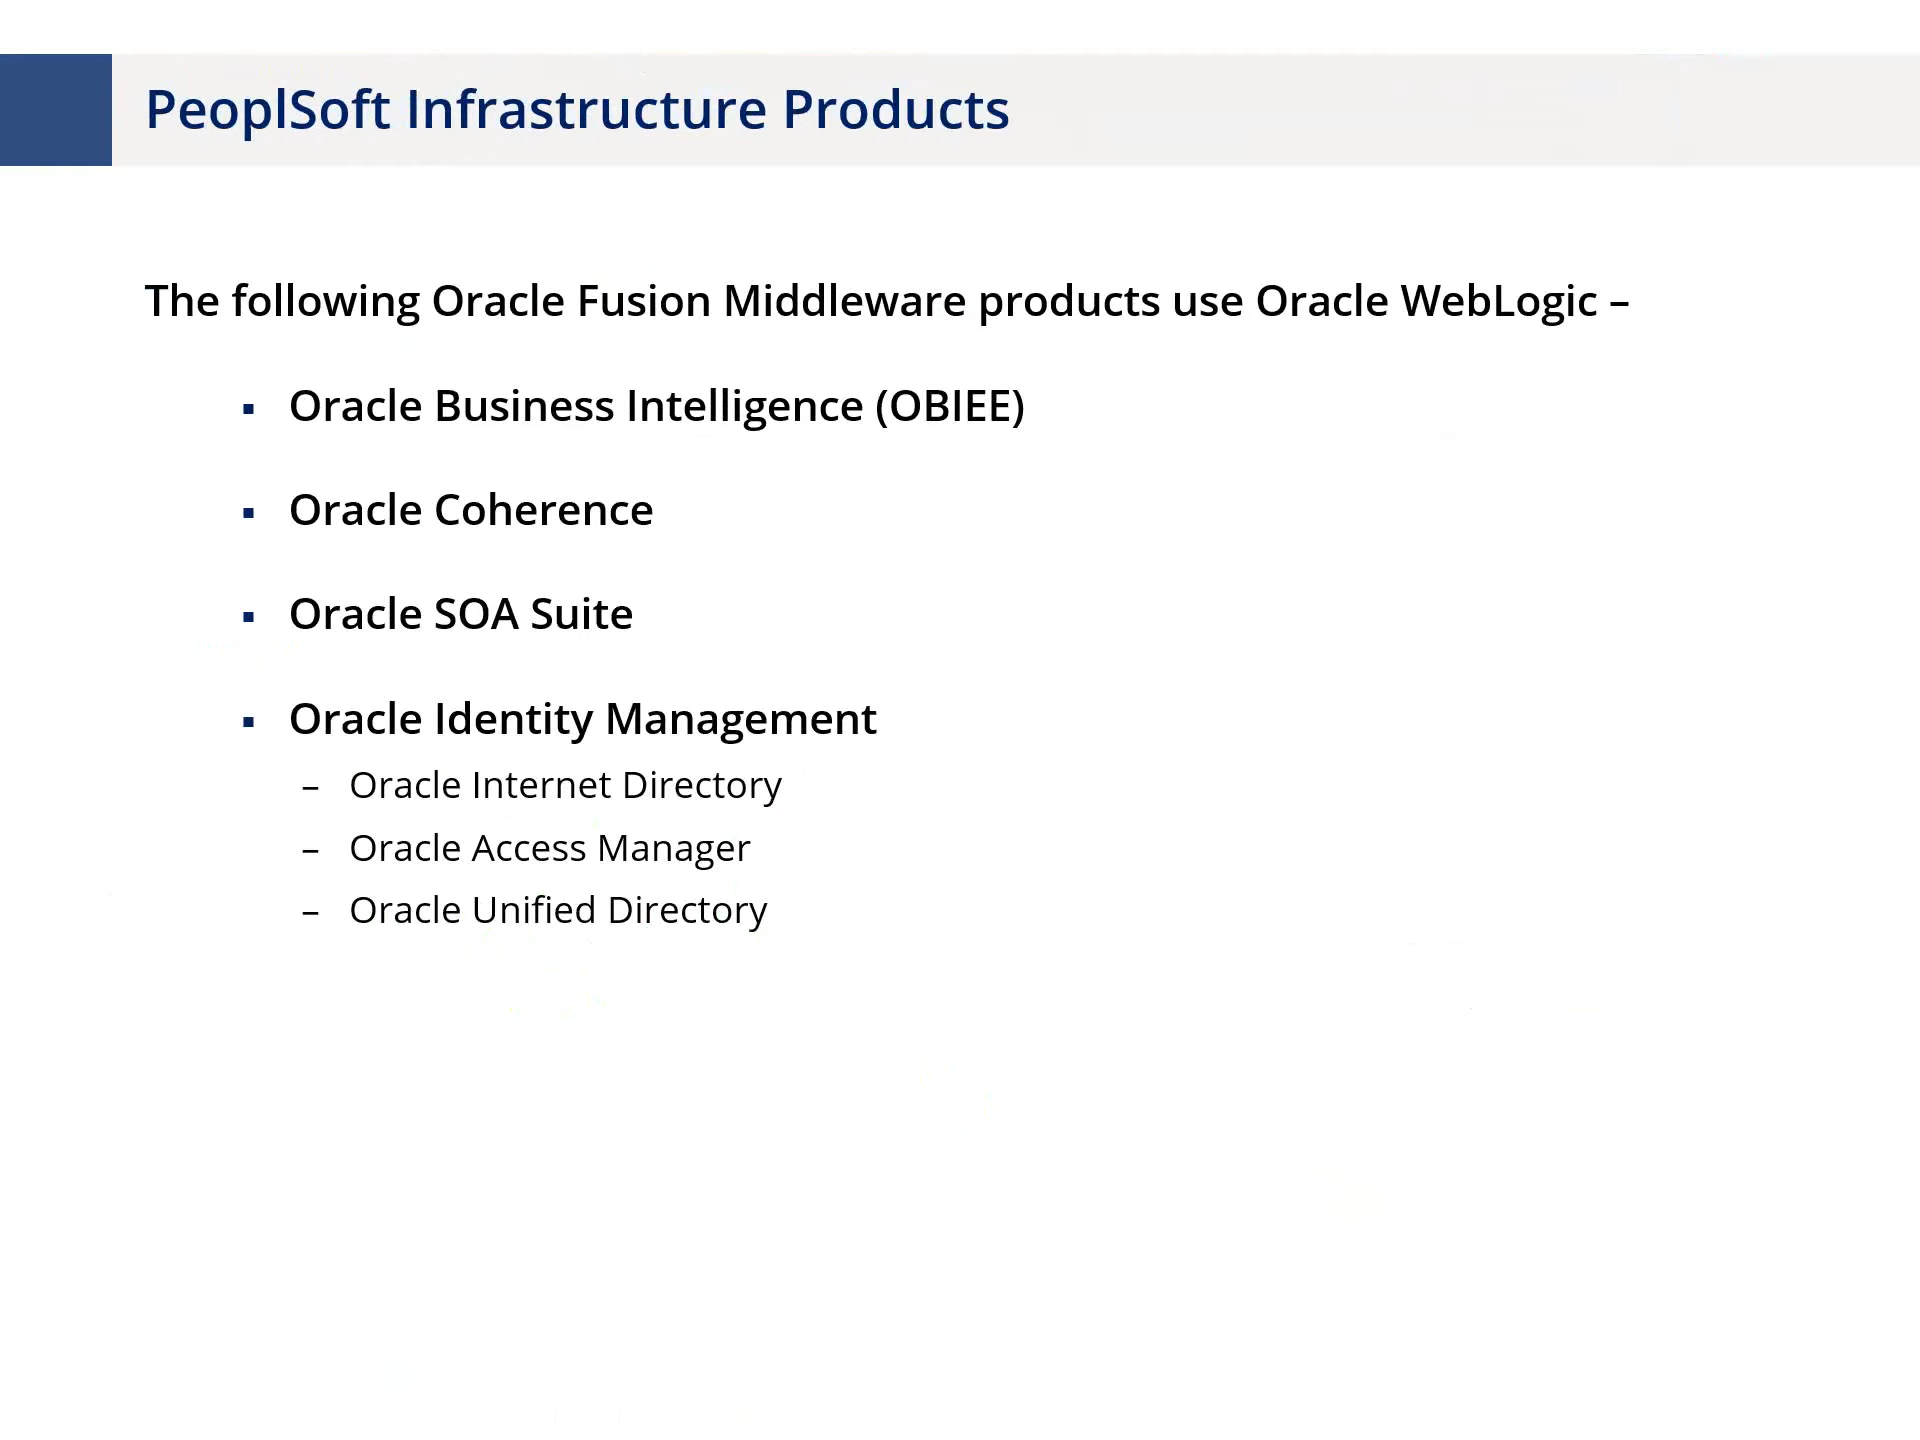 PeoplSoft Infrastructure Products
The following Oracle Fusion Middleware products use Oracle WebLogic –
▪ Oracle Business Intelligence (OBIEE)
▪ Oracle Coherence
▪ Oracle SOA Suite
▪ Oracle Identity Management
– Oracle Internet Directory
– Oracle Access Manager
– Oracle Unified Directory